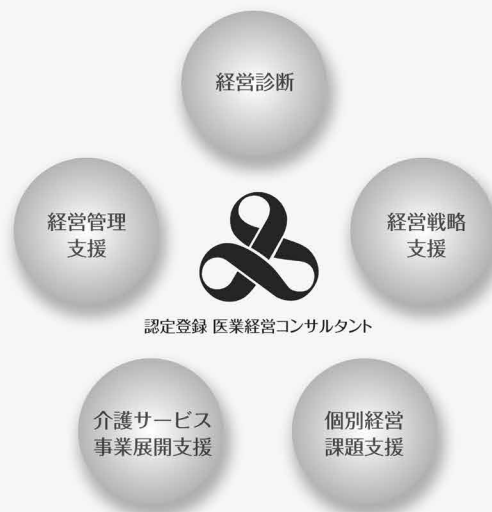 経営診断
経営管理
支援
経営戦略
支援
認定登録 医業経営コンサルタント
介護サービス
事業展開支援
個別経営
課題支援